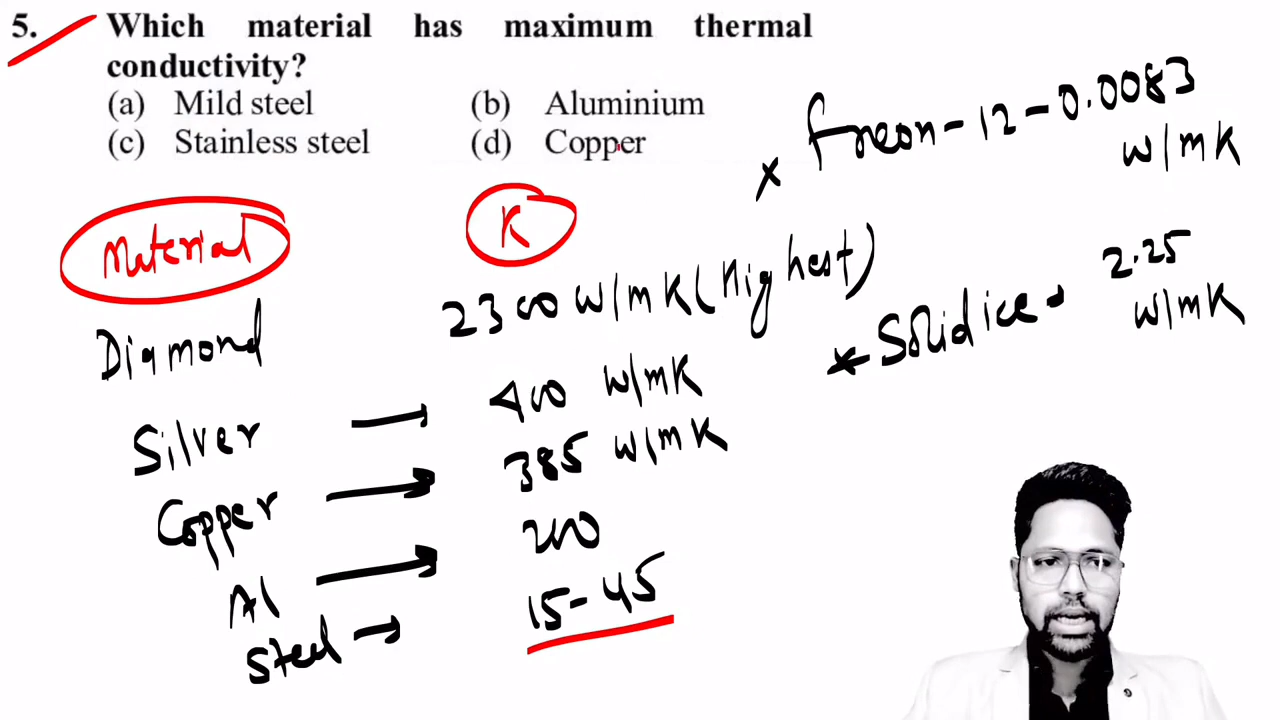 5. Which material has maximum thermal
conductivity?
(a) Mild steel (b) Aluminium
(c) Stainless steel (d) Copper
* freon-12-0.0083
W/mK
Material K
Diamond 2300 W/mK (Highest)
* Solid ice → 2.25
W/mK
Silver → 400 W/mK
Copper → 385 W/mK
Al → 200
Steel → 15-45